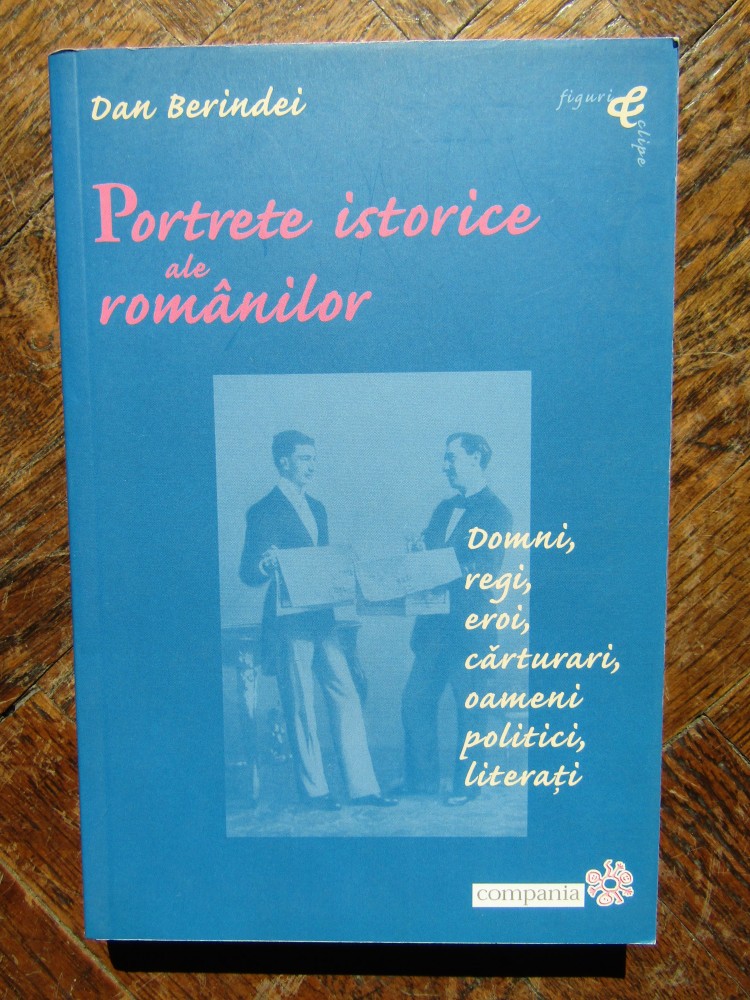 Dan Berindei
figuri & clipe
Portrete istorice
ale
românilor
Domni,
regi,
eroi,
cărturari,
oameni
politici,
literați
compania